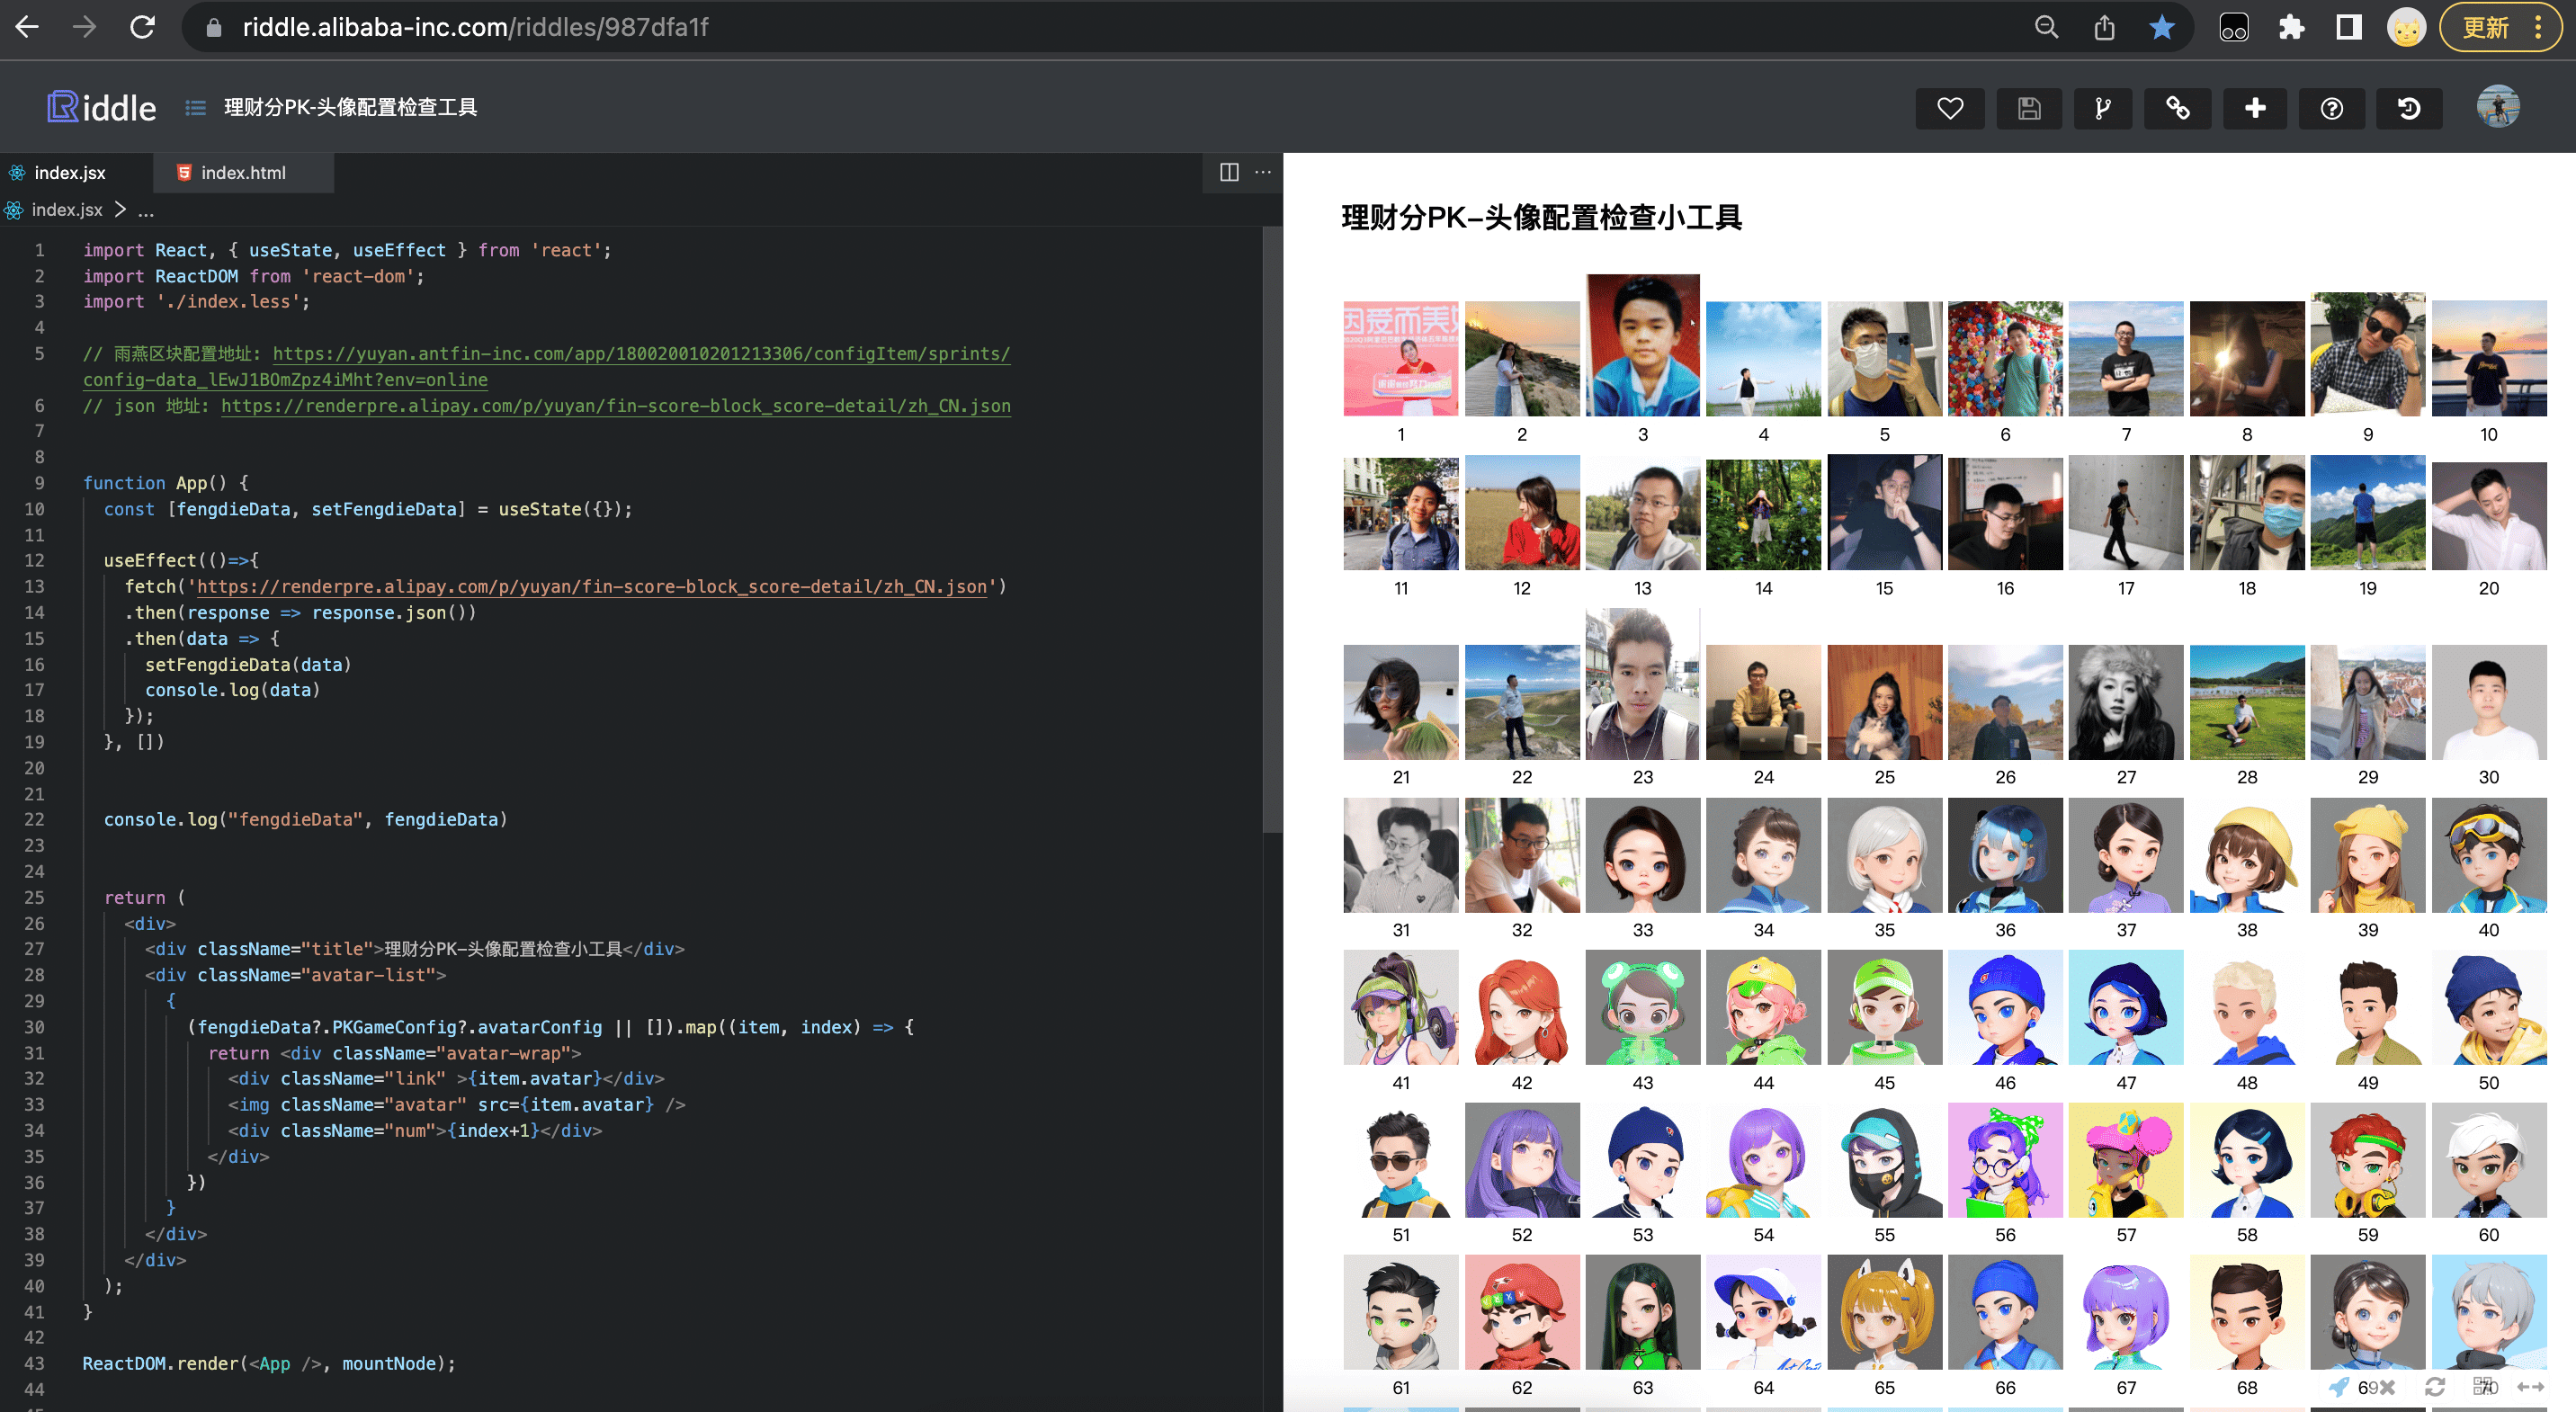 riddle.alibaba-inc.com/riddles/987dfa1f
更新
Riddle
理财分PK-头像配置检查工具
index.jsx
index.html
index.jsx > ...
1 import React, { useState, useEffect } from 'react';
2 import ReactDOM from 'react-dom';
3 import './index.less';
4
5 // 雨燕区块配置地址: https://yuyan.antfin-inc.com/app/180020010201213306/configItem/sprints/
config-data_lEwJ1BOmZpz4iMht?env=online
6 // json 地址: https://renderpre.alipay.com/p/yuyan/fin-score-block_score-detail/zh_CN.json
7
8
9 function App() {
10 const [fengdieData, setFengdieData] = useState({});
11
12 useEffect(()=>{
13 fetch('https://renderpre.alipay.com/p/yuyan/fin-score-block_score-detail/zh_CN.json')
14 .then(response => response.json())
15 .then(data => {
16 setFengdieData(data)
17 console.log(data)
18 });
19 }, [])
20
21
22 console.log("fengdieData", fengdieData)
23
24
25 return (
26 <div>
27 <div className="title">理财分PK-头像配置检查小工具</div>
28 <div className="avatar-list">
29 {
30 (fengdieData?.PKGameConfig?.avatarConfig || []).map((item, index) => {
31 return <div className="avatar-wrap">
32 <div className="link" >{item.avatar}</div>
33 <img className="avatar" src={item.avatar} />
34 <div className="num">{index+1}</div>
35 </div>
36 })
37 }
38 </div>
39 </div>
40 );
41 }
42
43 ReactDOM.render(<App />, mountNode);
44
理财分PK-头像配置检查小工具
因爱而美好
1 2 3 4 5 6 7 8 9 10
11 12 13 14 15 16 17 18 19 20
21 22 23 24 25 26 27 28 29 30
31 32 33 34 35 36 37 38 39 40
41 42 43 44 45 46 47 48 49 50
51 52 53 54 55 56 57 58 59 60
61 62 63 64 65 66 67 68 69 70